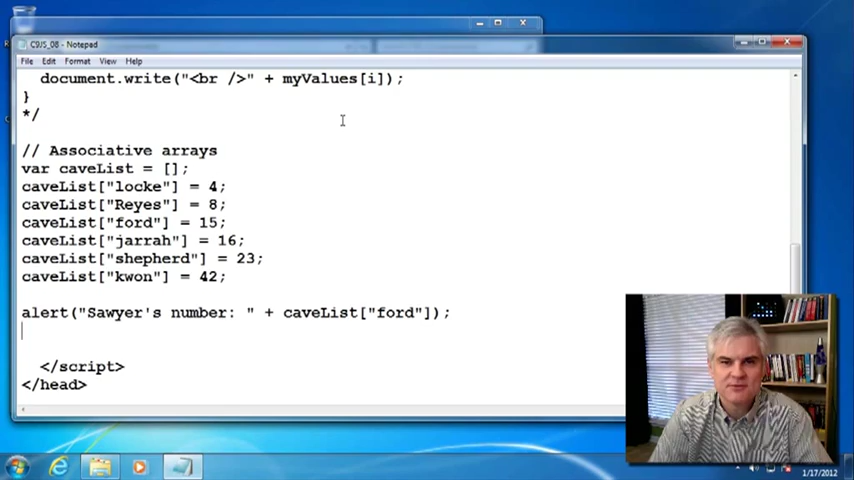 C9JS_08 - Notepad
File Edit Format View Help
document.write("<br />" + myValues[i]);
}
*/
// Associative arrays
var caveList = [];
caveList["locke"] = 4;
caveList["Reyes"] = 8;
caveList["ford"] = 15;
caveList["jarrah"] = 16;
caveList["shepherd"] = 23;
caveList["kwon"] = 42;
alert("Sawyer's number: " + caveList["ford"]);
</script>
</head>
1/17/2012